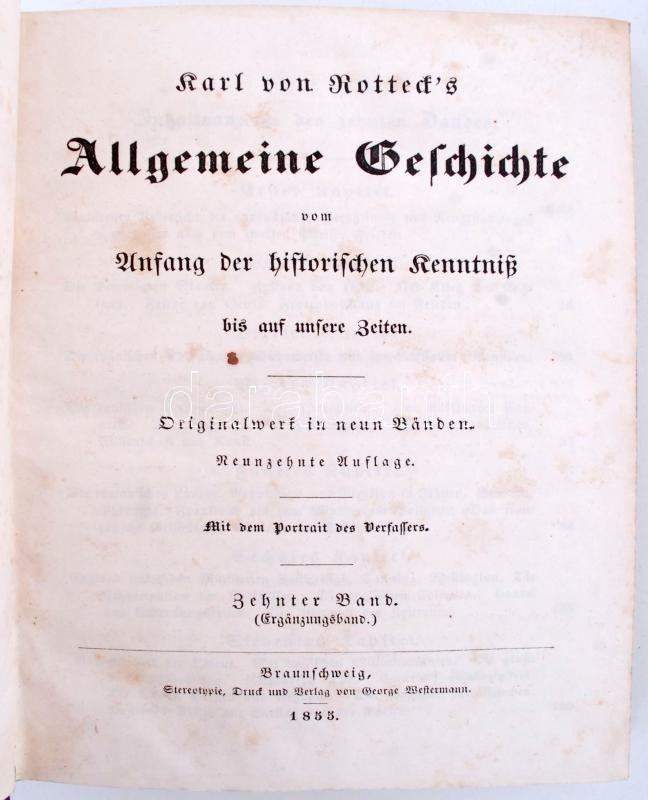 Karl von Rotteck's
Allgemeine Geschichte
vom
Anfang der historischen Kenntniß
bis auf unsere Zeiten.
darabanth
Originalwerk in neun Bänden.
Neunzehnte Auflage.
Mit dem Portrait des Verfassers.
Zehnter Band.
(Ergänzungsband.)
Braunschweig,
Stereotypie, Druck und Verlag von George Westermann.
1855.